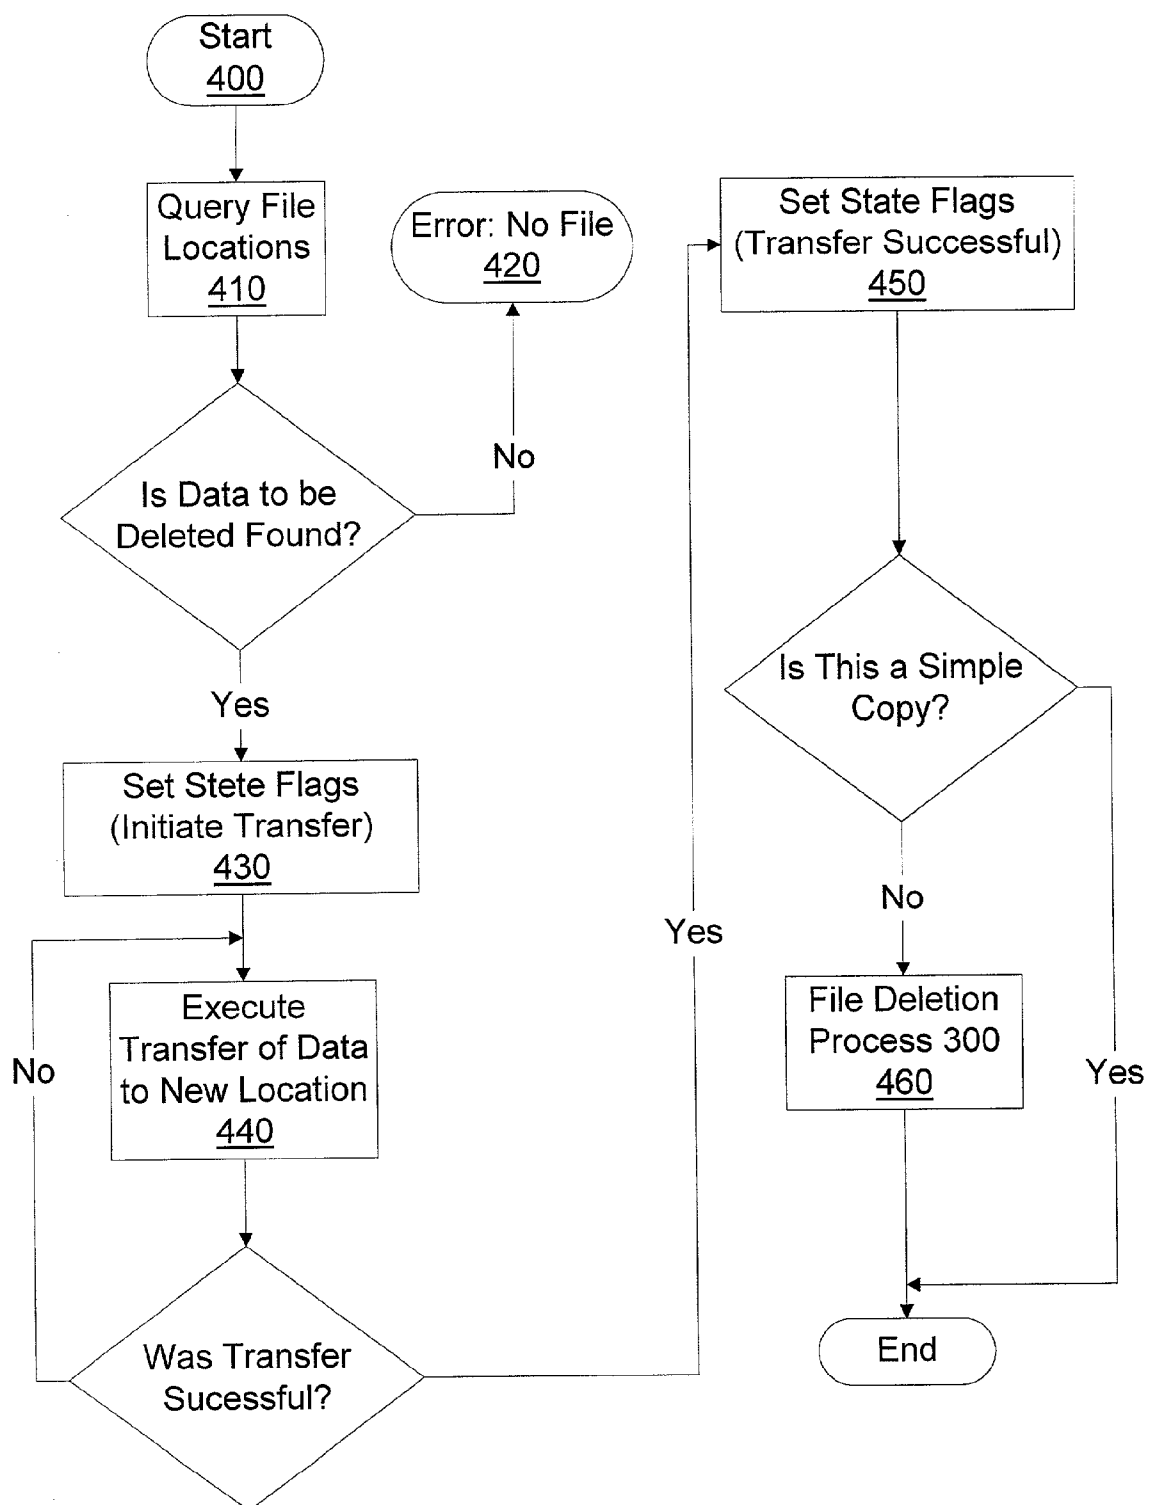 Start
400
Query File
Locations
410
Error: No File
420
Is Data to be
Deleted Found?
No
Yes
Set Stete Flags
(Initiate Transfer)
430
Execute
Transfer of Data
to New Location
440
No
Was Transfer
Sucessful?
Yes
Set State Flags
(Transfer Successful)
450
Is This a Simple
Copy?
No
Yes
File Deletion
Process 300
460
End